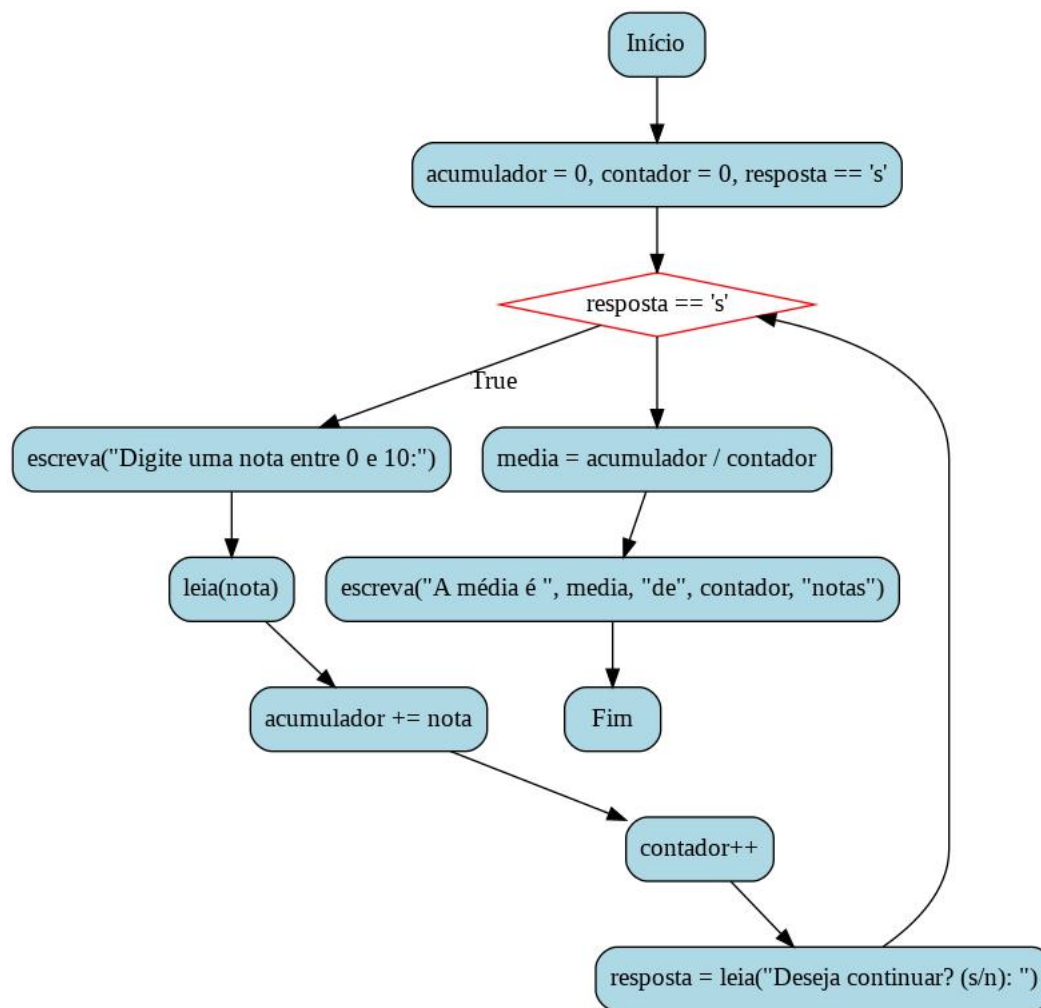 Início
acumulador = 0, contador = 0, resposta == 's'
resposta == 's'
True
escreva("Digite uma nota entre 0 e 10:")
media = acumulador / contador
leia(nota)
escreva("A média é ", media, "de", contador, "notas")
acumulador += nota
Fim
contador++
resposta = leia("Deseja continuar? (s/n): ")